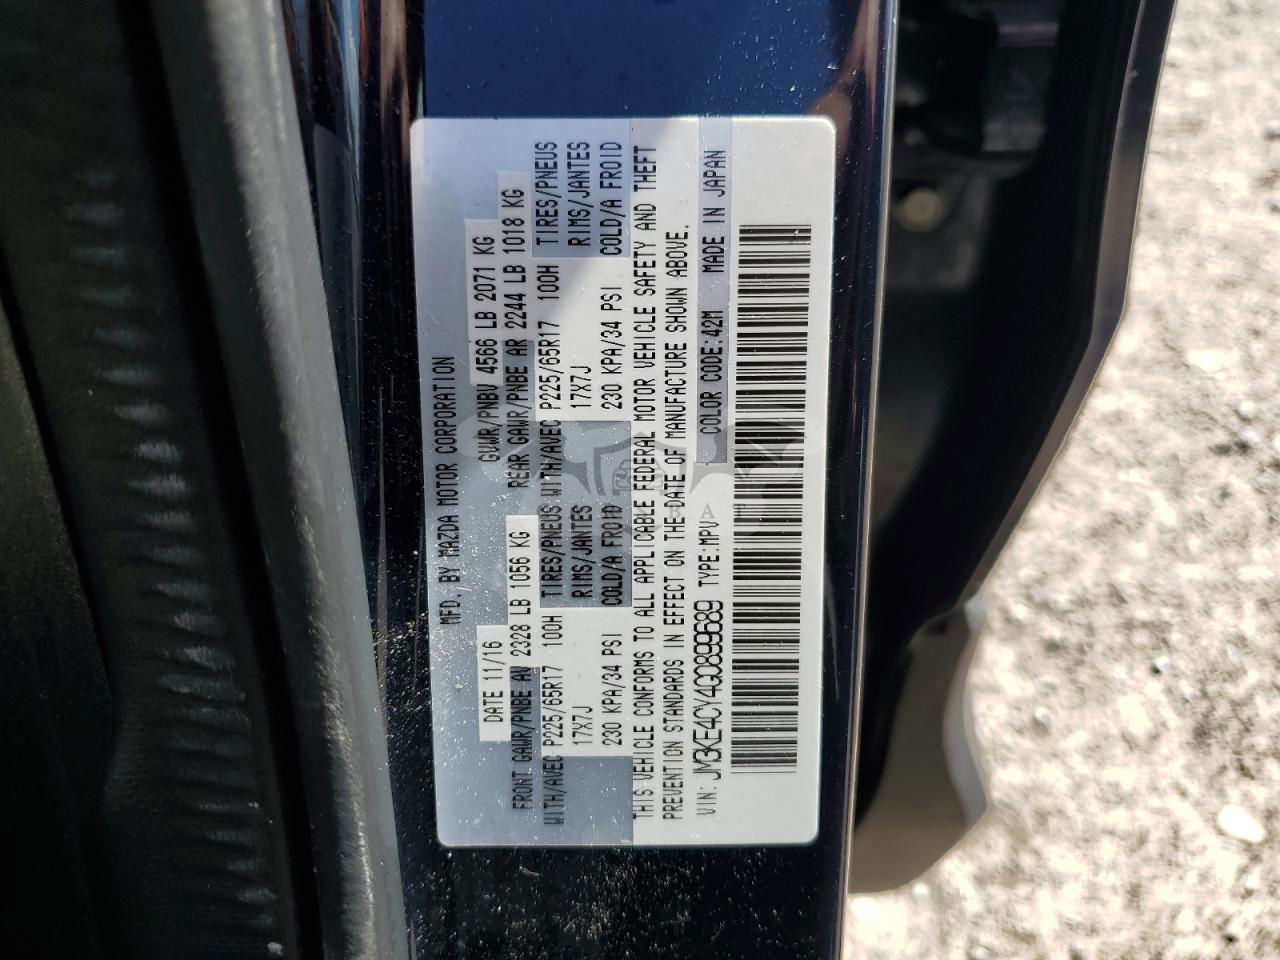 MFD. BY MAZDA MOTOR CORPORATION
DATE 11/16 GVWR/PNBV 4566 LB 2071 KG
FRONT GAWR/PNBE AV 2328 LB 1056 KG REAR GAWR/PNBE AR 2244 LB 1018 KG
WITH/AVEC P225/65R17 100H TIRES/PNEUS WITH/AVEC P225/65R17 100H TIRES/PNEUS
17X7J RIMS/JANTES 17X7J RIMS/JANTES
230 KPA/34 PSI COLD/A FROID 230 KPA/34 PSI COLD/A FROID
THIS VEHICLE CONFORMS TO ALL APPLICABLE FEDERAL MOTOR VEHICLE SAFETY AND THEFT
PREVENTION STANDARDS IN EFFECT ON THE DATE OF MANUFACTURE SHOWN ABOVE.
VIN: JM3KE4CY4G0899689 TYPE:MPV COLOR CODE:42M MADE IN JAPAN